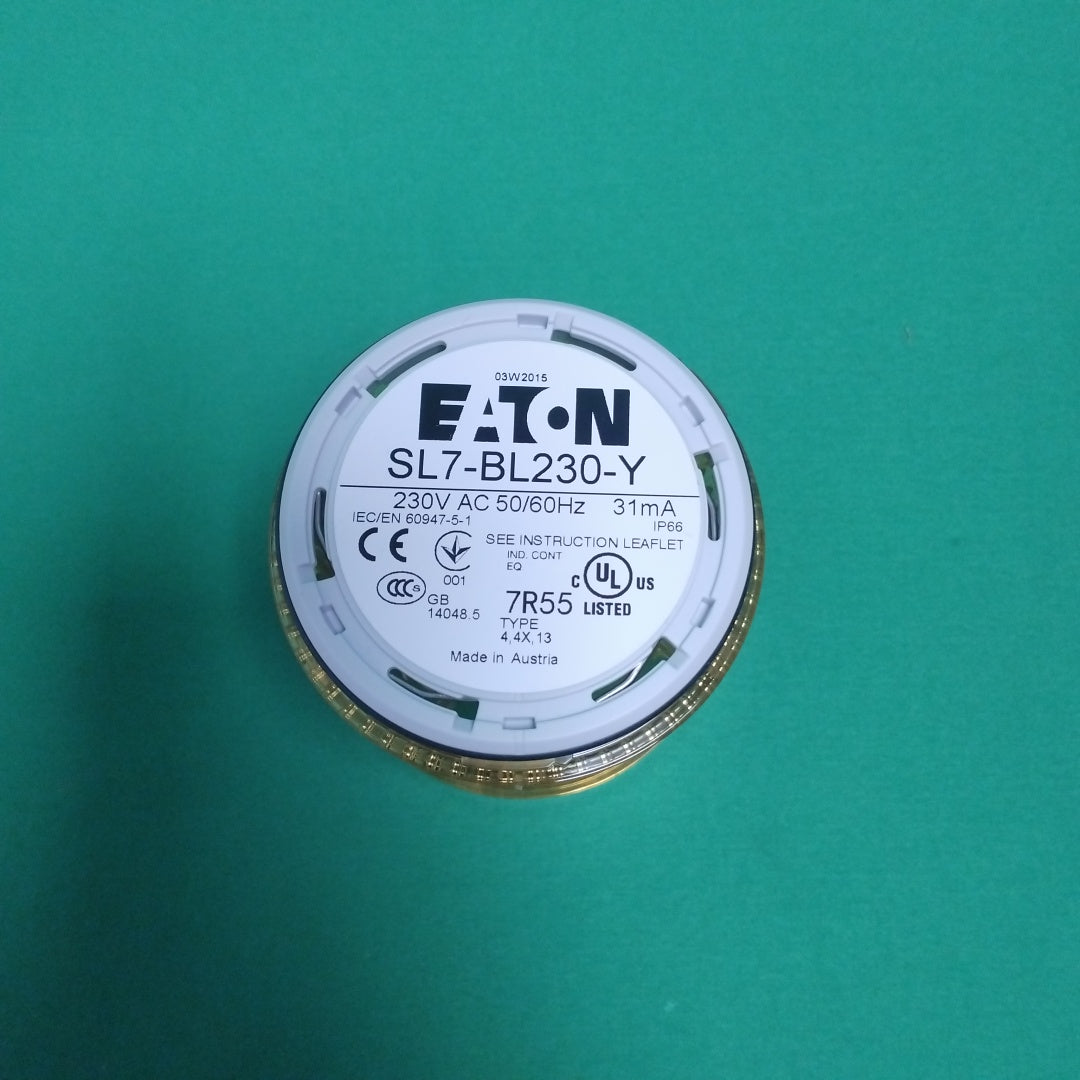 03W2015
EATON
SL7-BL230-Y
230V AC 50/60Hz 31mA
IEC/EN 60947-5-1 IP66
SEE INSTRUCTION LEAFLET
CE
IND. CONT
EQ
001
CCC S
GB
14048.5
7R55
C UL US
LISTED
TYPE
4,4X,13
Made in Austria